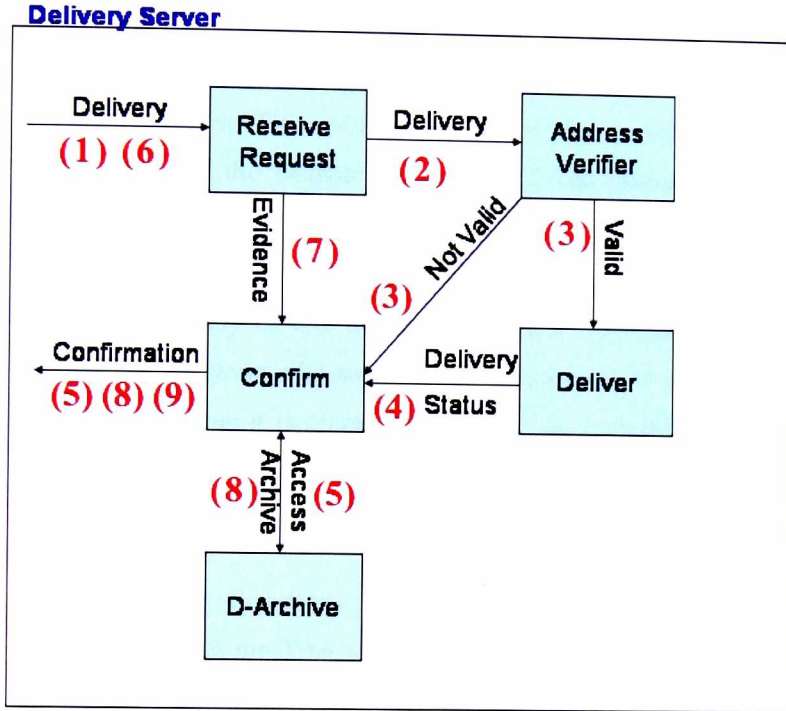 Delivery Server
Delivery
(1) (6)
Receive
Request
Delivery
(2)
Address
Verifier
Evidence
(7)
Not Valid
(3)
(3)
Valid
Confirmation
(5) (8) (9)
Confirm
Delivery
(4) Status
Deliver
(8)
Archive
Access
(5)
D-Archive